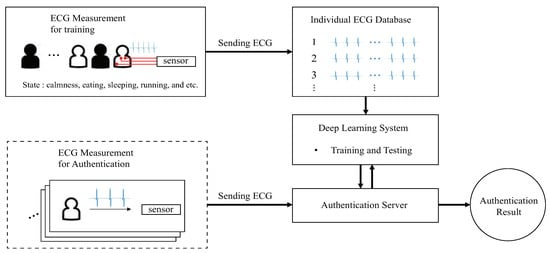 ECG Measurement
for training
...
sensor
State : calmness, eating, sleeping, running, and etc.
Sending ECG
Individual ECG Database
1 ...
2 ...
3 ...
⋮ ⋮
Deep Learning System
• Training and Testing
ECG Measurement
for Authentication
...
sensor
Sending ECG
Authentication Server
Authentication
Result